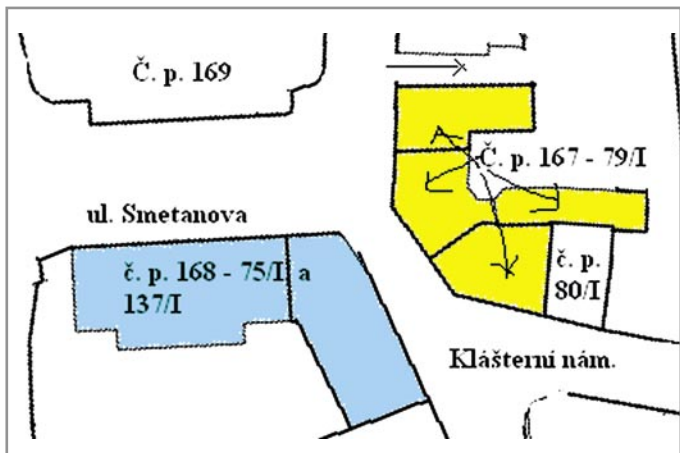 Č. p. 169
Č. p. 167 - 79/I
ul. Smetanova
č. p. 168 - 75/I a
137/I
č. p.
80/I
Klášterní nám.